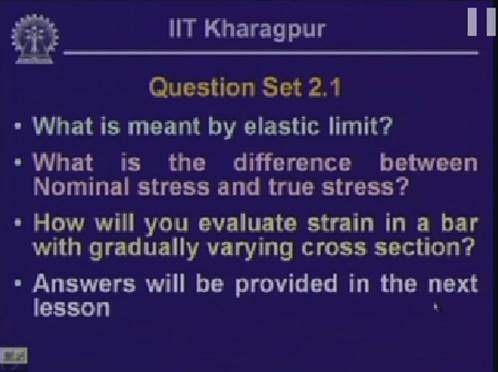 IIT Kharagpur
Question Set 2.1
• What is meant by elastic limit?
• What is the difference between
Nominal stress and true stress?
• How will you evaluate strain in a bar
with gradually varying cross section?
• Answers will be provided in the next
lesson